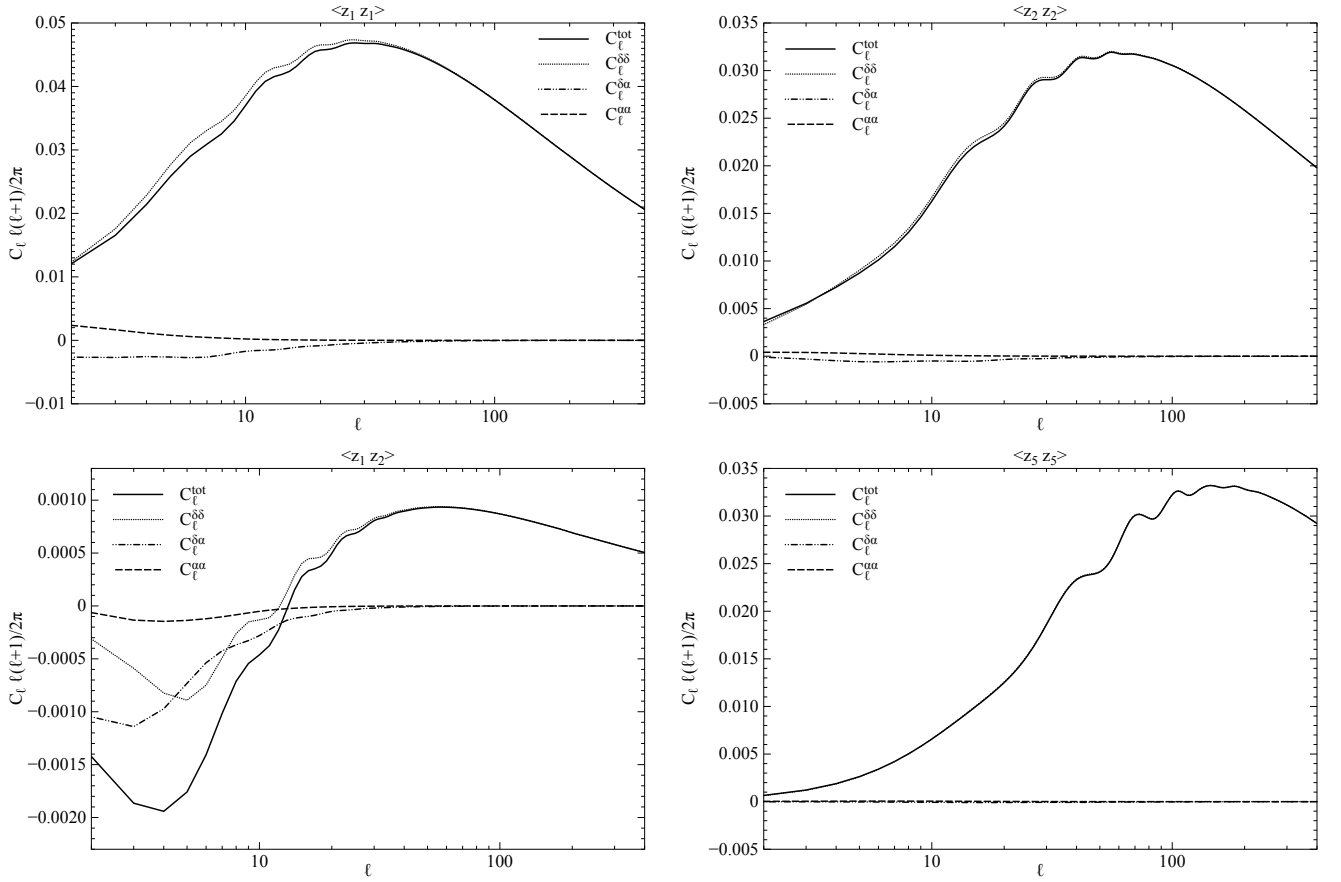 <z₁ z₁>
0.05
0.04
0.03
0.02
0.01
0
−0.01
C_ℓ ℓ(ℓ+1)/2π
C_ℓ^tot
C_ℓ^δδ
C_ℓ^δα
C_ℓ^αα
10
100
ℓ
<z₂ z₂>
0.035
0.030
0.025
0.020
0.015
0.010
0.005
0
−0.005
C_ℓ ℓ(ℓ+1)/2π
C_ℓ^tot
C_ℓ^δδ
C_ℓ^δα
C_ℓ^αα
10
100
ℓ
<z₁ z₂>
0.0010
0.0005
0
−0.0005
−0.0010
−0.0015
−0.0020
C_ℓ ℓ(ℓ+1)/2π
C_ℓ^tot
C_ℓ^δδ
C_ℓ^δα
C_ℓ^αα
10
100
ℓ
<z₅ z₅>
0.035
0.030
0.025
0.020
0.015
0.010
0.005
0
−0.005
C_ℓ ℓ(ℓ+1)/2π
C_ℓ^tot
C_ℓ^δδ
C_ℓ^δα
C_ℓ^αα
10
100
ℓ